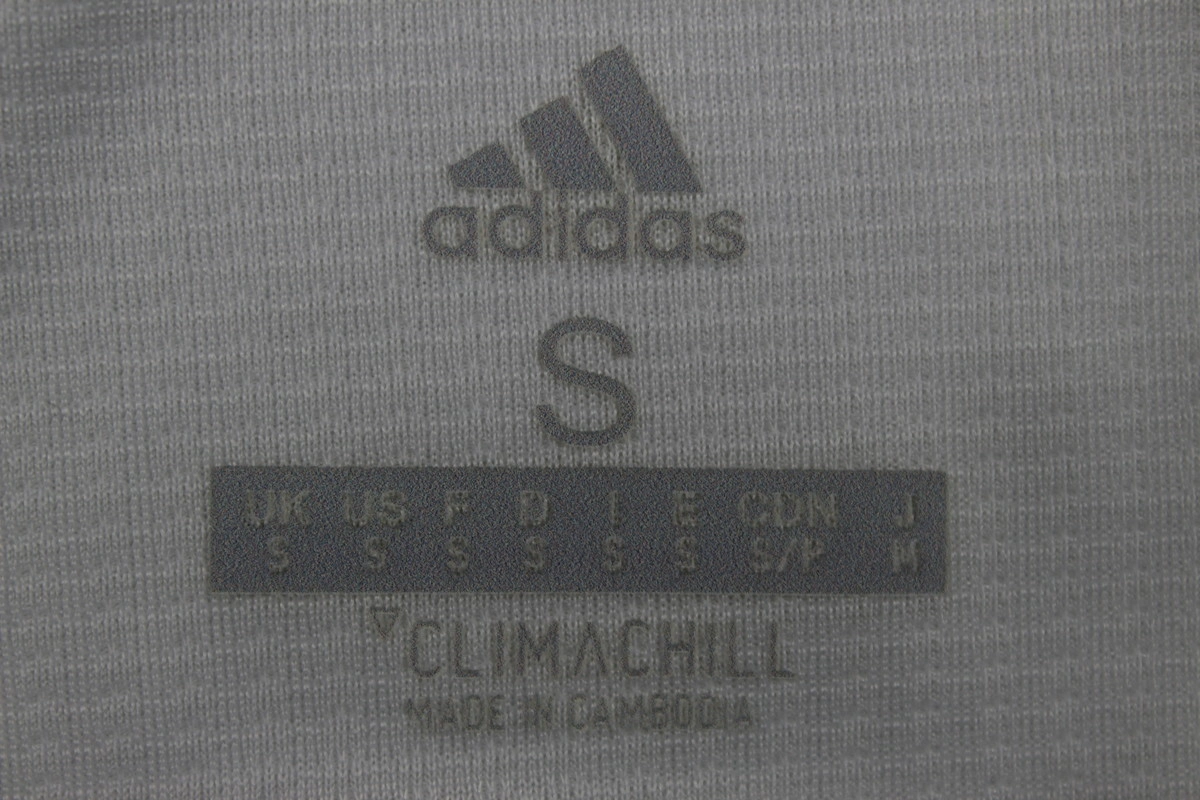 adidas
S
UK US F D I E CDN J
S S S S S S S/P M
CLIMACHILL
MADE IN CAMBODIA